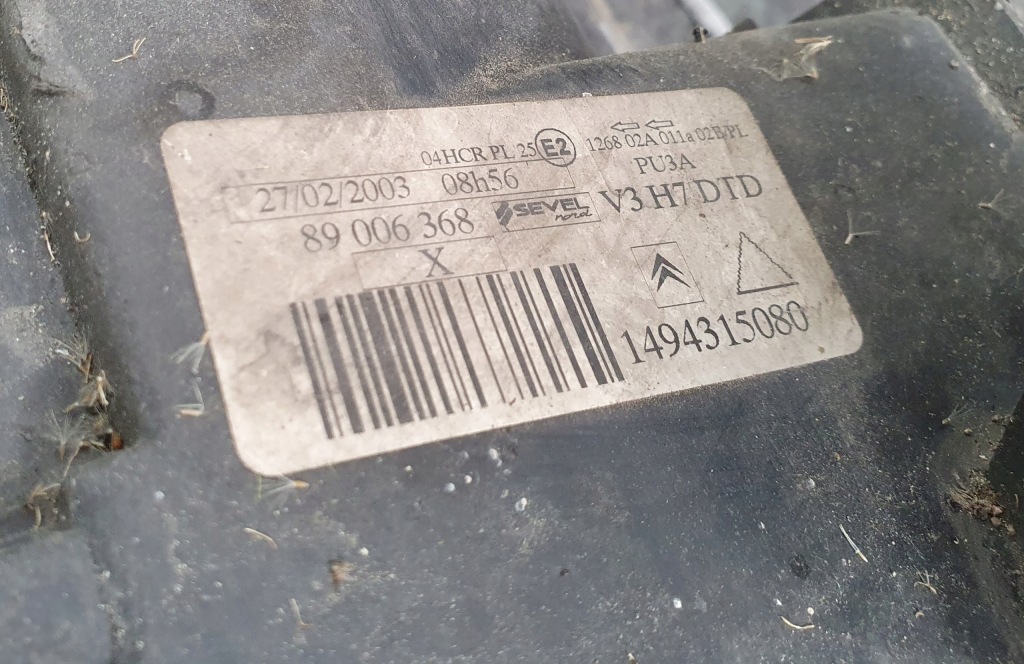 04HCR PL 25 E2 1268 02A 011a 02B/PL
PU3A
27/02/2003 08h56
89 006 368 SEVEL nord V3 H7 DTD
X
1494315080